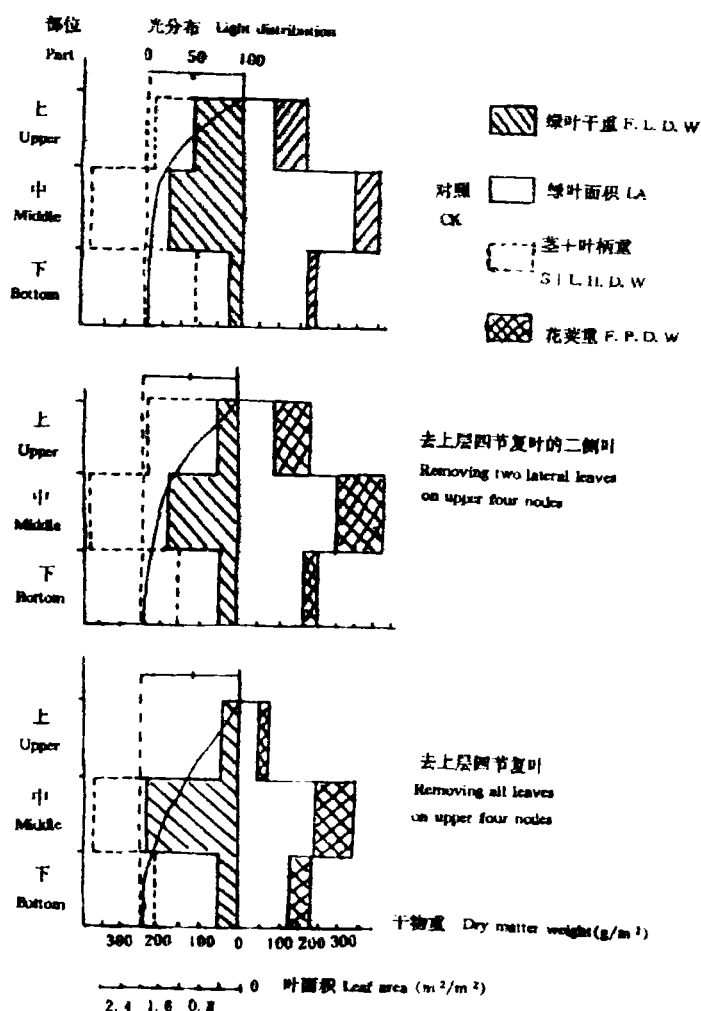 部位 光分布 Light distribution
Part 0 50 100
上
Upper
中
Middle
下
Bottom
绿叶干重 F. L. D. W
对照 绿叶面积 LA
CK
茎+叶柄重
S+L. H. D. W
花荚重 F. P. D. W
上
Upper
中
Middle
下
Bottom
去上层四节复叶的二侧叶
Removing two lateral leaves
on upper four nodes
上
Upper
中
Middle
下
Bottom
去上层四节复叶
Removing all leaves
on upper four nodes
300 200 100 0 100 200 300 干物重 Dry matter weight(g/m²)
0 叶面积 Leaf area (m²/m²)
2.4 1.6 0.8